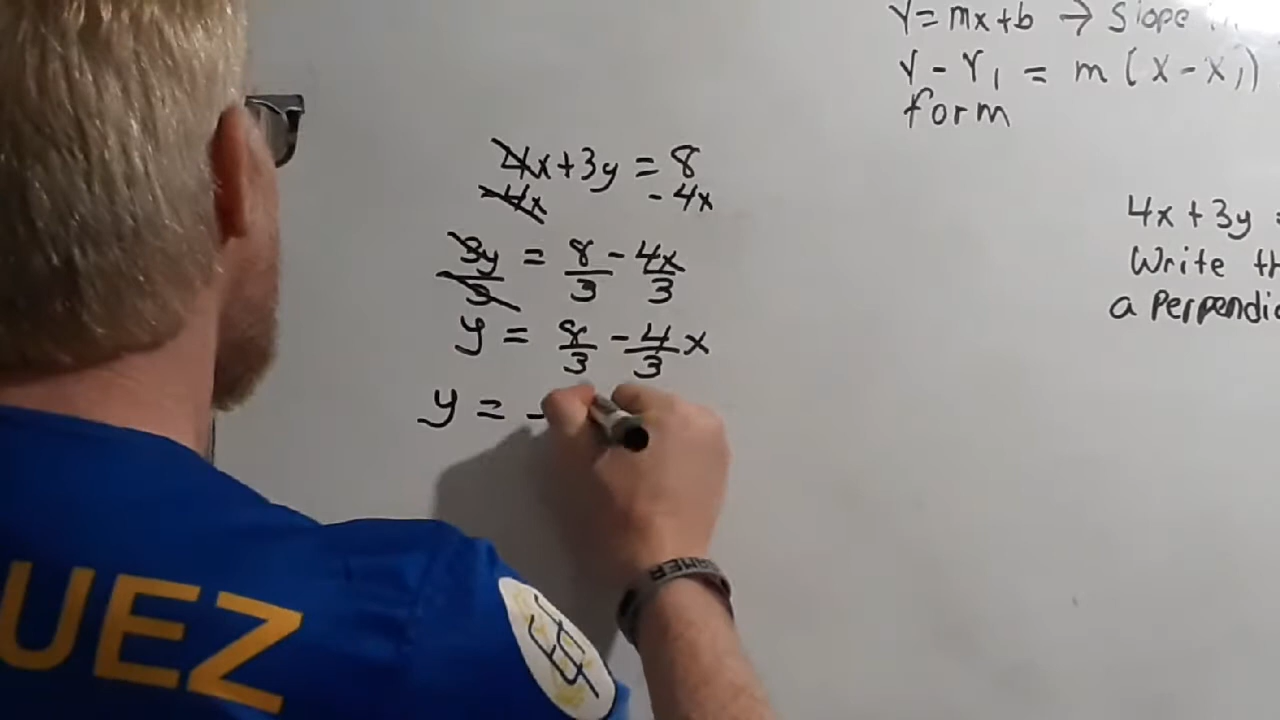 Y = mx + b → Slope
Y - Y₁ = m (X - X₁)
form
4x + 3y = 8
-4x - 4x
3y/3 = 8/3 - 4x/3
y = 8/3 - 4/3 x
y = -
4x + 3y =
Write
a perpendic
UEZ
GAMER